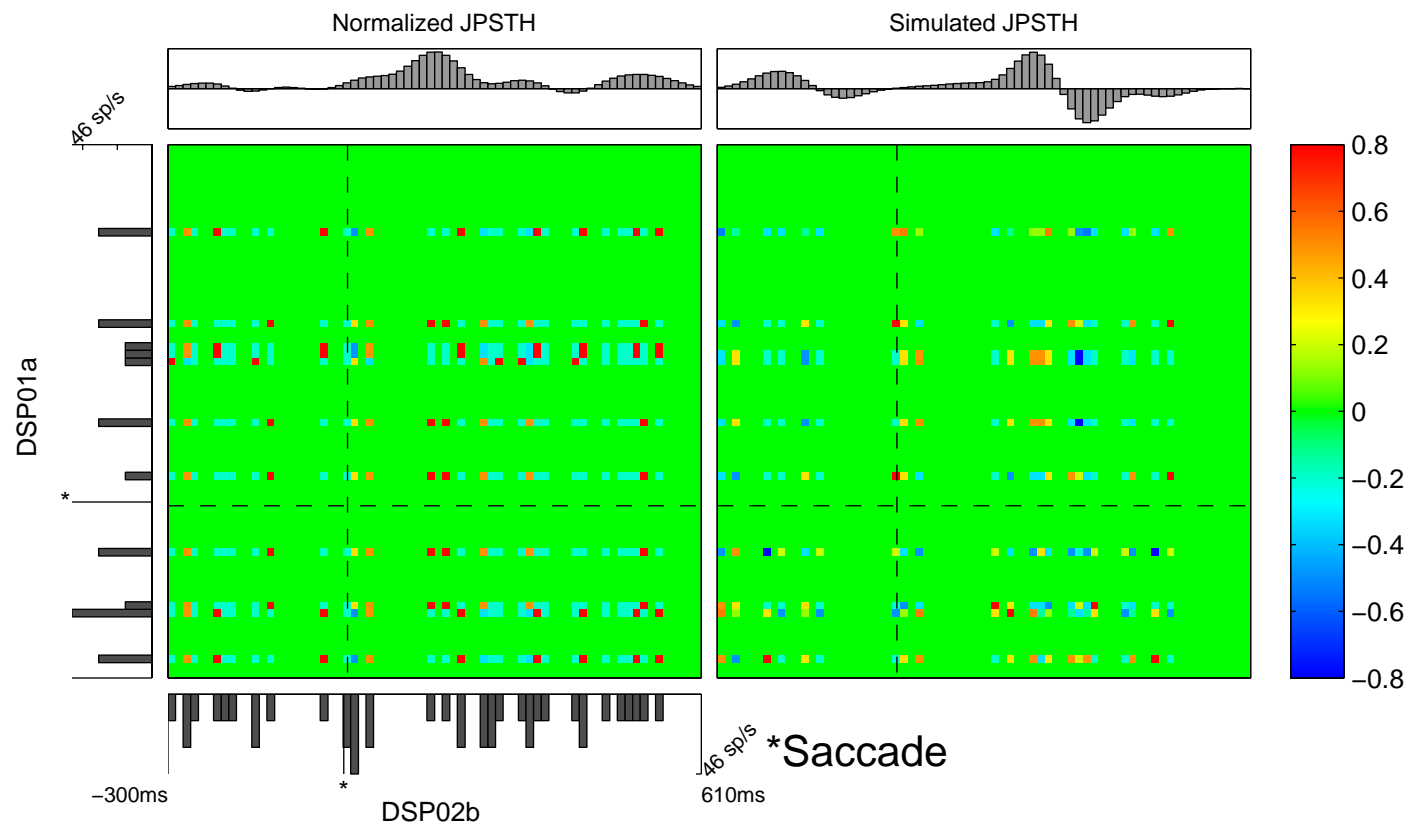 Normalized JPSTH
Simulated JPSTH
46 sp/s
DSP01a
*
0.8
0.6
0.4
0.2
0
−0.2
−0.4
−0.6
−0.8
46 sp/s
*Saccade
*
−300ms
610ms
DSP02b